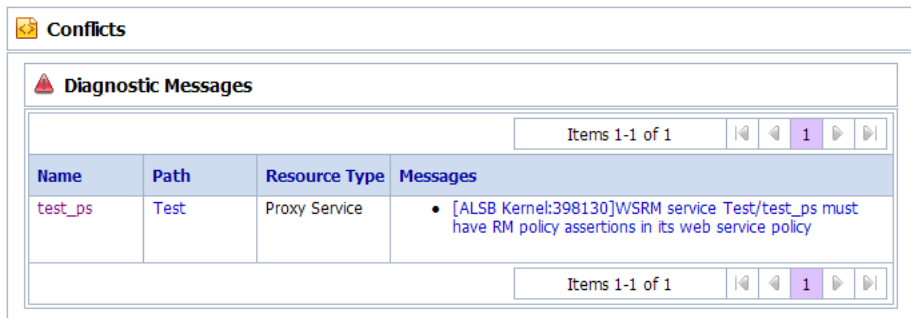 Conflicts
Diagnostic Messages
Items 1-1 of 1 1
Name Path Resource Type Messages
test_ps Test Proxy Service • [ALSB Kernel:398130]WSRM service Test/test_ps must
have RM policy assertions in its web service policy
Items 1-1 of 1 1